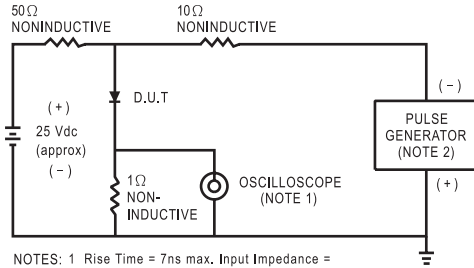 50Ω
NONINDUCTIVE
10Ω
NONINDUCTIVE
(+)
25 Vdc
(approx)
(−)
D.U.T
1Ω
NON-
INDUCTIVE
OSCILLOSCOPE
(NOTE 1)
(−)
PULSE
GENERATOR
(NOTE 2)
(+)
NOTES: 1 Rise Time = 7ns max. Input Impedance =